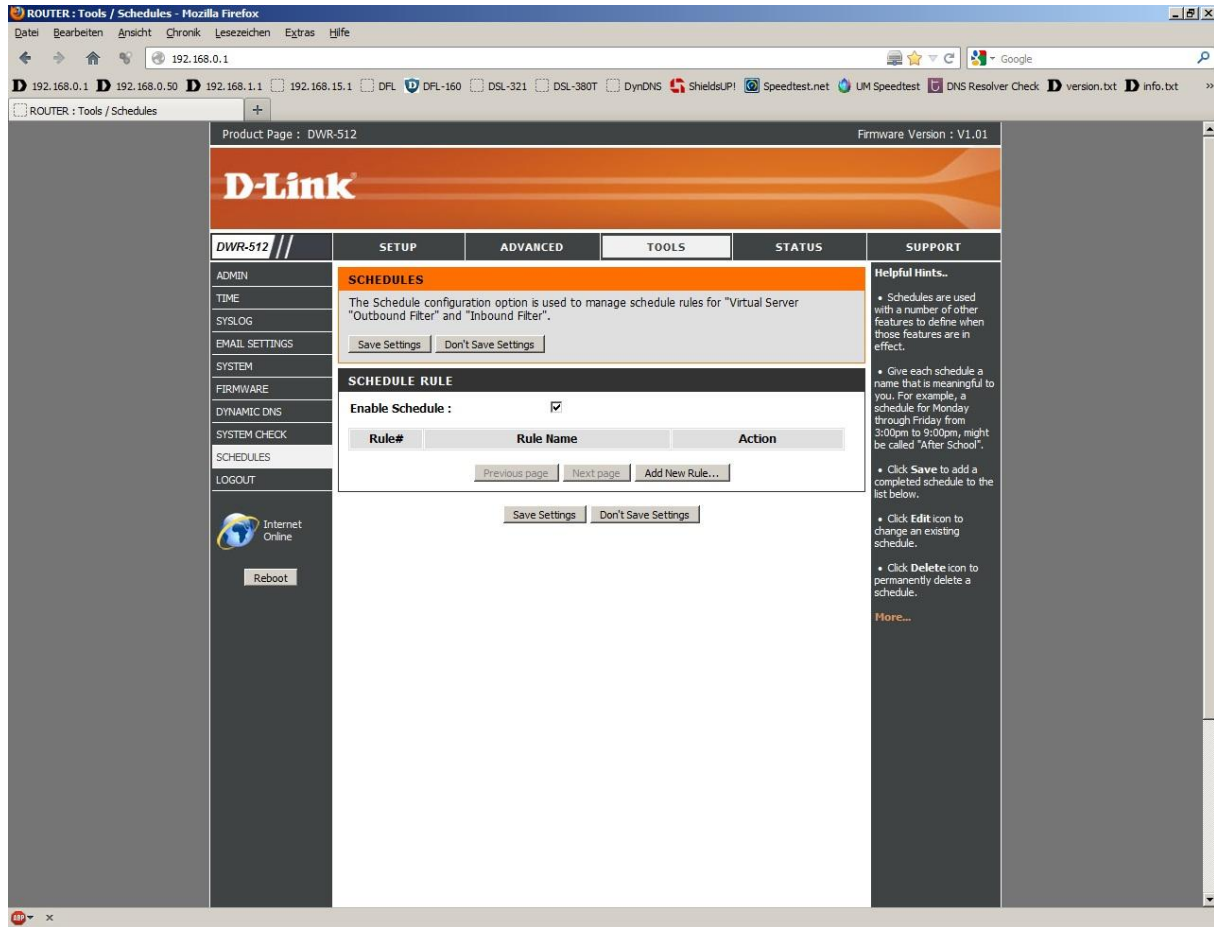 ROUTER : Tools / Schedules - Mozilla Firefox
Datei Bearbeiten Ansicht Chronik Lesezeichen Extras Hilfe
192.168.0.1
Google
192.168.0.1 192.168.0.50 192.168.1.1 192.168.15.1 DFL DFL-160 DSL-321 DSL-380T DynDNS ShieldsUP! Speedtest.net UM Speedtest DNS Resolver Check version.txt info.txt »
ROUTER : Tools / Schedules
Product Page : DWR-512
Firmware Version : V1.01
D-Link
DWR-512
SETUP ADVANCED TOOLS STATUS SUPPORT
ADMIN
TIME
SYSLOG
EMAIL SETTINGS
SYSTEM
FIRMWARE
DYNAMIC DNS
SYSTEM CHECK
SCHEDULES
LOGOUT
Internet
Online
Reboot
SCHEDULES
The Schedule configuration option is used to manage schedule rules for "Virtual Server
"Outbound Filter" and "Inbound Filter".
Save Settings Don't Save Settings
SCHEDULE RULE
Enable Schedule :
Rule# Rule Name Action
Previous page Next page Add New Rule...
Save Settings Don't Save Settings
Helpful Hints..
• Schedules are used
with a number of other
features to define when
those features are in
effect.
• Give each schedule a
name that is meaningful to
you. For example, a
schedule for Monday
through Friday from
3:00pm to 9:00pm, might
be called "After School".
• Click Save to add a
completed schedule to the
list below.
• Click Edit icon to
change an existing
schedule.
• Click Delete icon to
permanently delete a
schedule.
More...
ABP